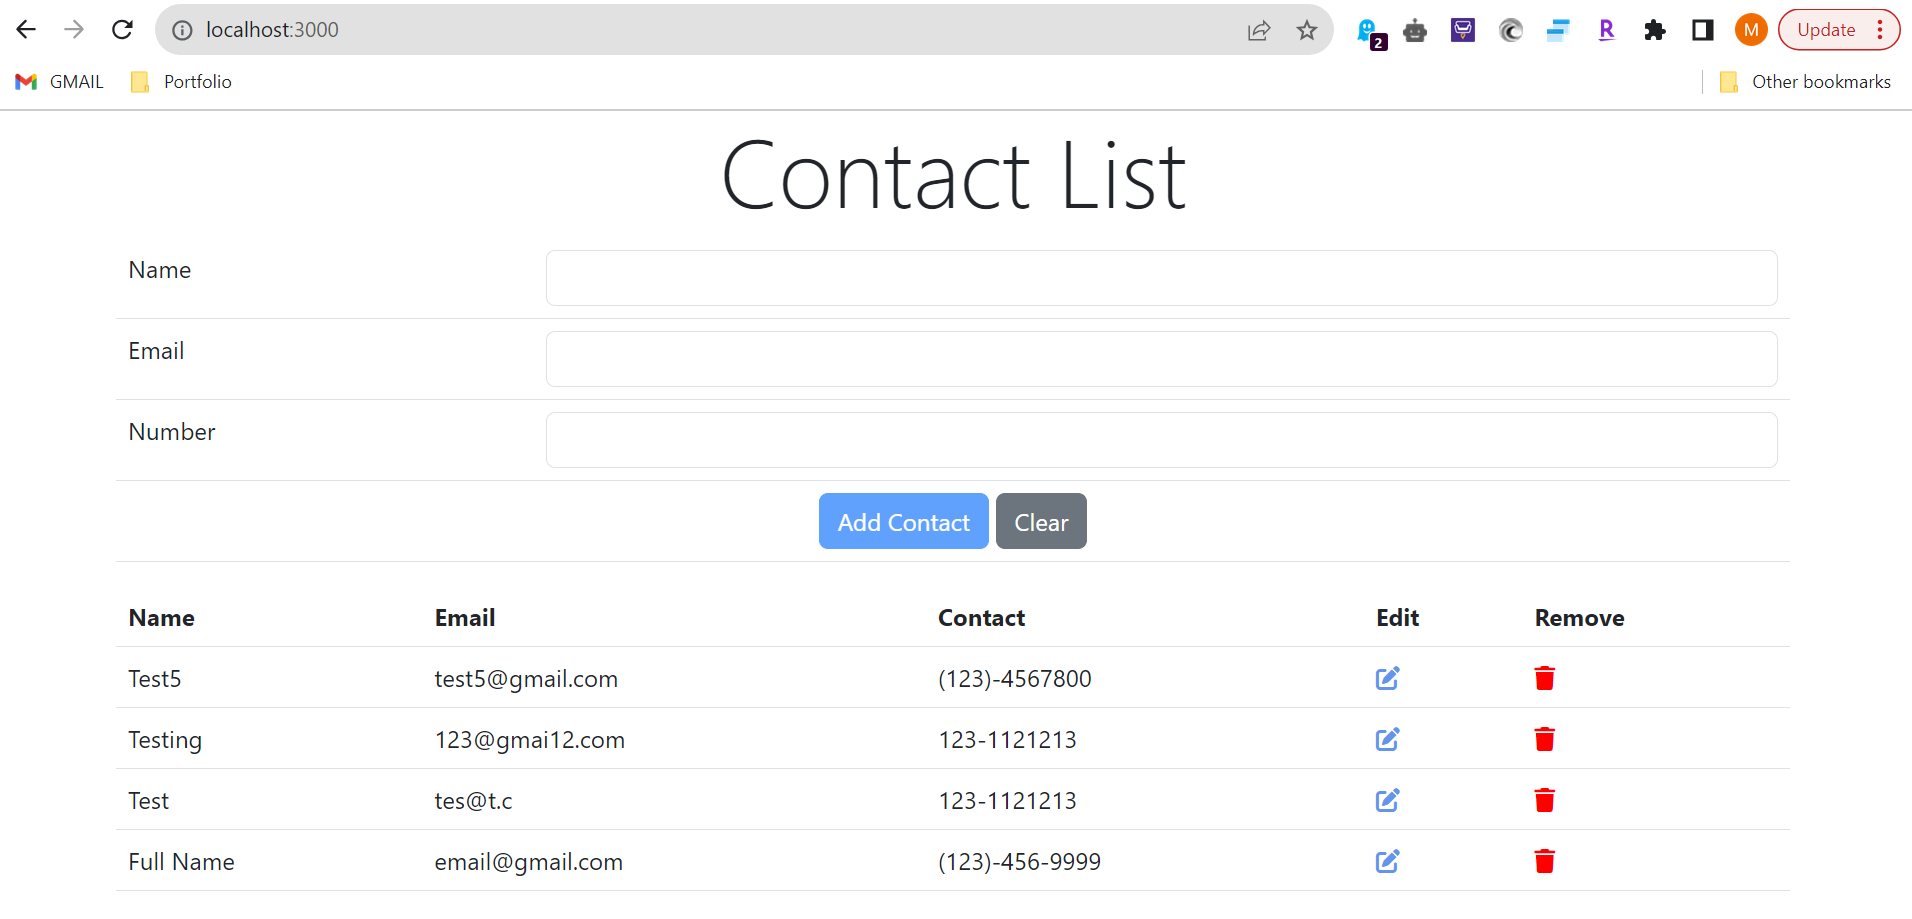 localhost:3000
2
M
Update
GMAIL Portfolio Other bookmarks
Contact List
Name
Email
Number
Add Contact Clear
Name Email Contact Edit Remove
Test5 test5@gmail.com (123)-4567800
Testing 123@gmai12.com 123-1121213
Test tes@t.c 123-1121213
Full Name email@gmail.com (123)-456-9999